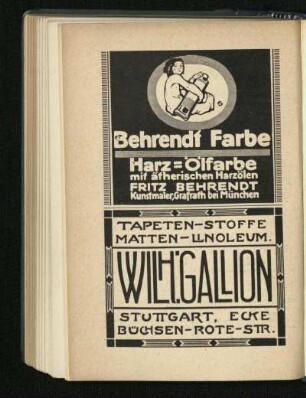 Behrendt Farbe
Harz=Ölfarbe
mit ätherischen Harzölen
FRITZ BEHRENDT
Kunstmaler, Grafrath bei München
TAPETEN-STOFFE
MATTEN-LINOLEUM.
WILH. GALLION
STUTTGART, ECKE
BÜCHSEN-ROTE-STR.